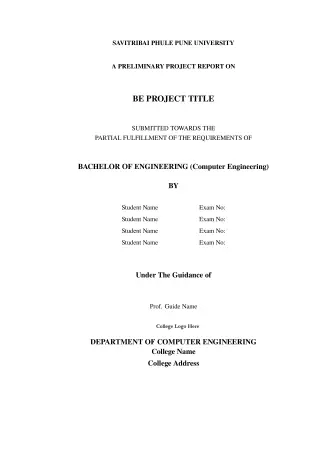 SAVITRIBAI PHULE PUNE UNIVERSITY
A PRELIMINARY PROJECT REPORT ON
BE PROJECT TITLE
SUBMITTED TOWARDS THE
PARTIAL FULFILLMENT OF THE REQUIREMENTS OF
BACHELOR OF ENGINEERING (Computer Engineering)
BY
Student Name Exam No:
Student Name Exam No:
Student Name Exam No:
Student Name Exam No:
Under The Guidance of
Prof. Guide Name
College Logo Here
DEPARTMENT OF COMPUTER ENGINEERING
College Name
College Address